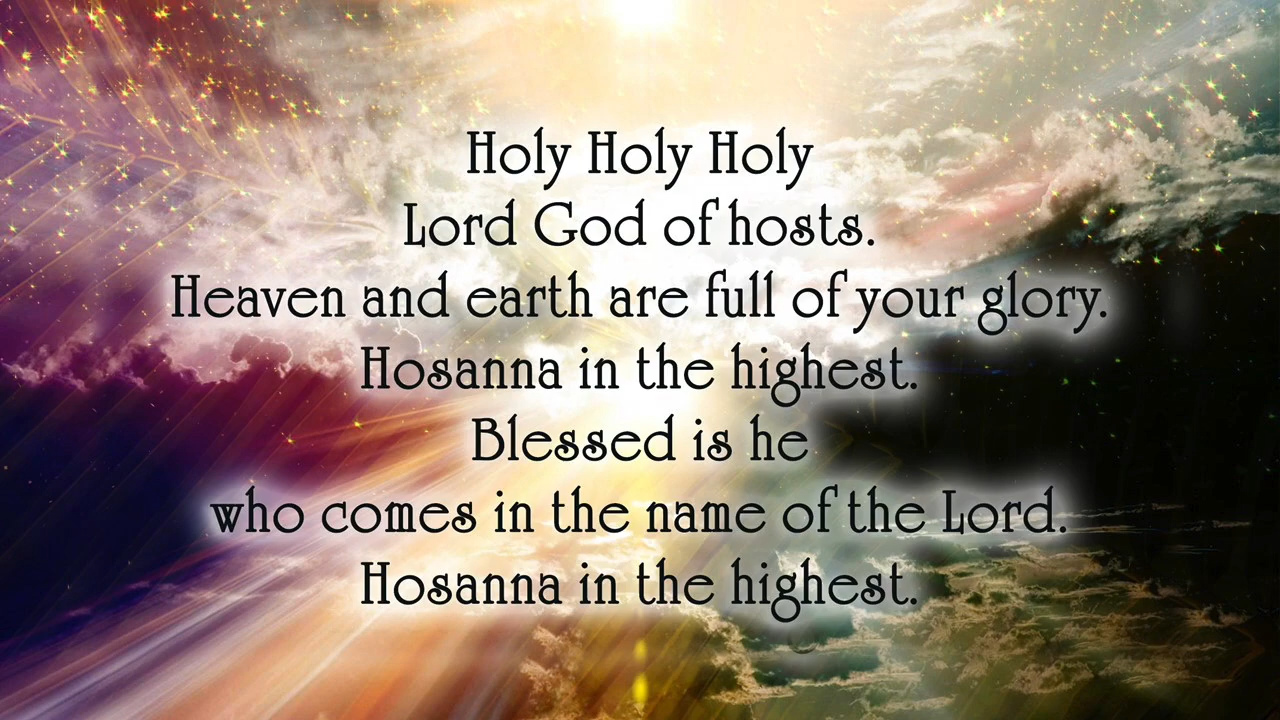 Holy Holy Holy
Lord God of hosts.
Heaven and earth are full of your glory.
Hosanna in the highest.
Blessed is he
who comes in the name of the Lord.
Hosanna in the highest.